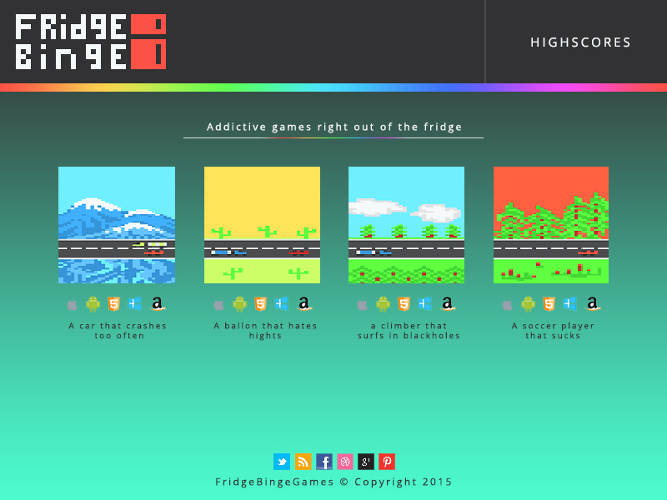 FRidgE
BingE
HIGHSCORES
Addictive games right out of the fridge
A car that crashes
too often
A ballon that hates
hights
a climber that
surfs in blackholes
A soccer player
that sucks
FridgeBingeGames © Copyright 2015